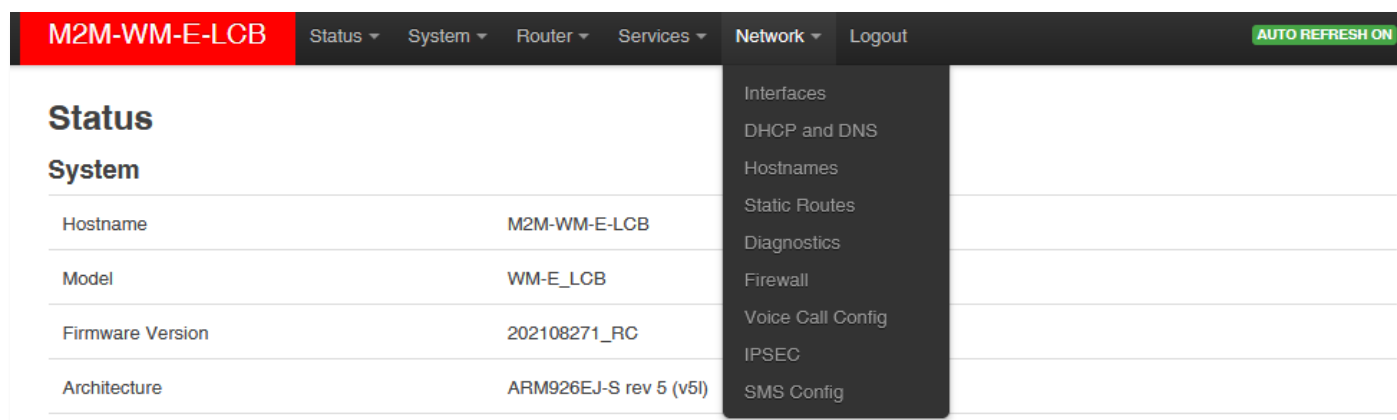 M2M-WM-E-LCB Status System Router Services Network Logout AUTO REFRESH ON
Interfaces
DHCP and DNS
Hostnames
Static Routes
Diagnostics
Firewall
Voice Call Config
IPSEC
SMS Config
Status
System
Hostname M2M-WM-E-LCB
Model WM-E_LCB
Firmware Version 202108271_RC
Architecture ARM926EJ-S rev 5 (v5l)